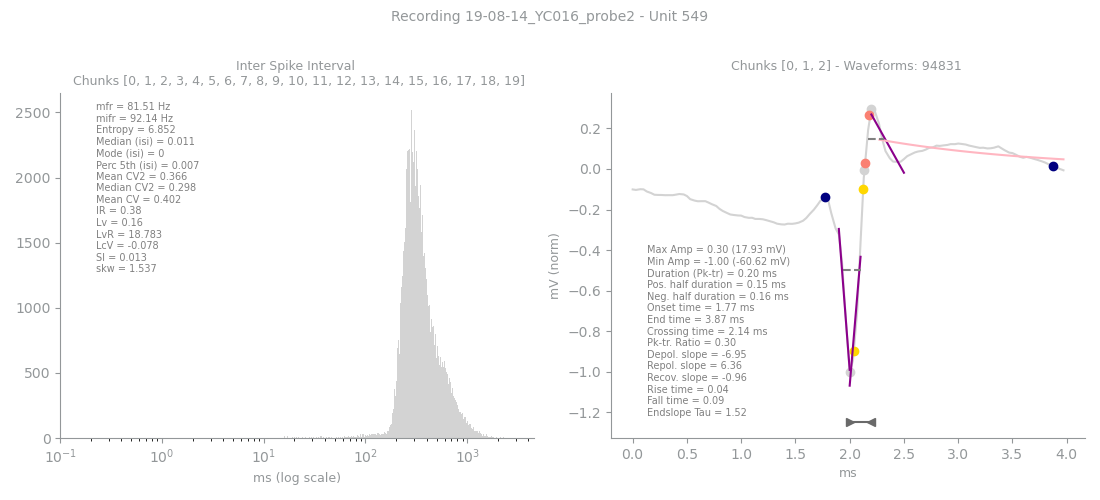 Recording 19-08-14_YC016_probe2 - Unit 549
Inter Spike Interval
Chunks [0, 1, 2, 3, 4, 5, 6, 7, 8, 9, 10, 11, 12, 13, 14, 15, 16, 17, 18, 19]
2500
2000
1500
1000
500
0
mfr = 81.51 Hz
mifr = 92.14 Hz
Entropy = 6.852
Median (isi) = 0.011
Mode (isi) = 0
Perc 5th (isi) = 0.007
Mean CV2 = 0.366
Median CV2 = 0.298
Mean CV = 0.402
IR = 0.38
Lv = 0.16
LvR = 18.783
LcV = -0.078
SI = 0.013
skw = 1.537
10⁻¹ 10⁰ 10¹ 10² 10³
ms (log scale)
Chunks [0, 1, 2] - Waveforms: 94831
mV (norm)
0.2
0.0
−0.2
−0.4
−0.6
−0.8
−1.0
−1.2
Max Amp = 0.30 (17.93 mV)
Min Amp = -1.00 (-60.62 mV)
Duration (Pk-tr) = 0.20 ms
Pos. half duration = 0.15 ms
Neg. half duration = 0.16 ms
Onset time = 1.77 ms
End time = 3.87 ms
Crossing time = 2.14 ms
Pk-tr. Ratio = 0.30
Depol. slope = -6.95
Repol. slope = 6.36
Recov. slope = -0.96
Rise time = 0.04
Fall time = 0.09
Endslope Tau = 1.52
0.0 0.5 1.0 1.5 2.0 2.5 3.0 3.5 4.0
ms